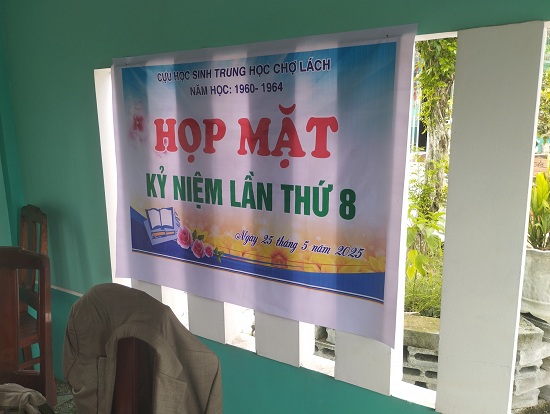 CỰU HỌC SINH TRUNG HỌC CHỢ LÁCH
NĂM HỌC: 1960- 1964
HỌP MẶT
KỶ NIỆM LẦN THỨ 8
Ngày 25 tháng 5 năm 2025